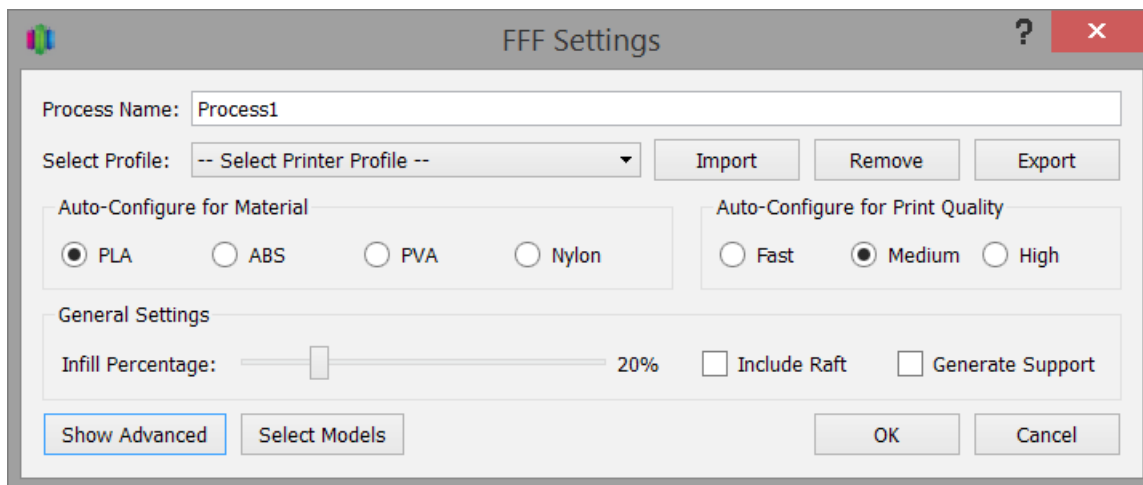 FFF Settings ? x
Process Name: Process1
Select Profile: -- Select Printer Profile -- Import Remove Export
Auto-Configure for Material Auto-Configure for Print Quality
PLA ABS PVA Nylon Fast Medium High
General Settings
Infill Percentage: 20% Include Raft Generate Support
Show Advanced Select Models OK Cancel